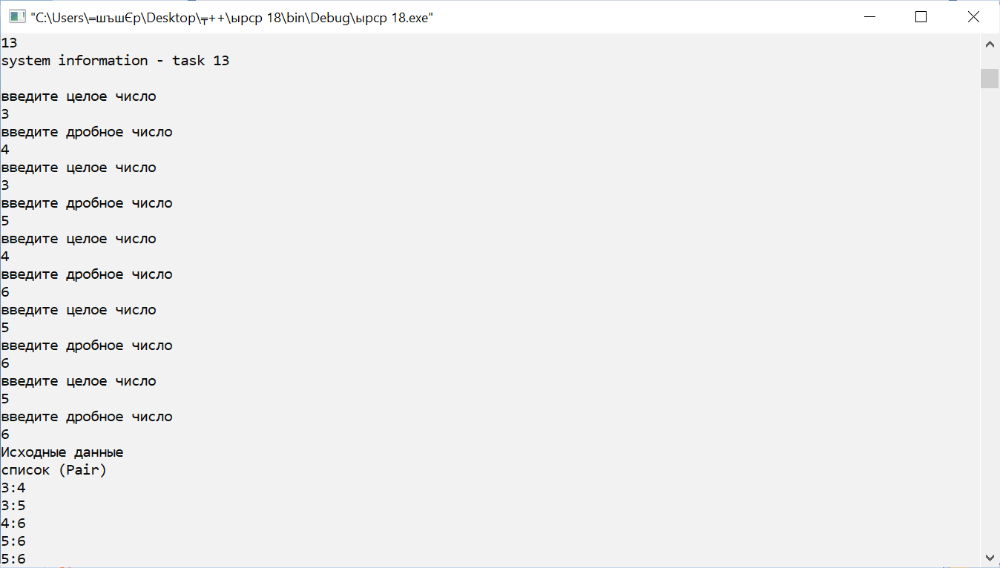 "C:\Users\═шъшЄр\Desktop\╤++\ырср 18\bin\Debug\ырср 18.exe"
13
system information - task 13
введите целое число
3
введите дробное число
4
введите целое число
3
введите дробное число
5
введите целое число
4
введите дробное число
6
введите целое число
5
введите дробное число
6
введите целое число
5
введите дробное число
6
Исходные данные
список (Pair)
3:4
3:5
4:6
5:6
5:6